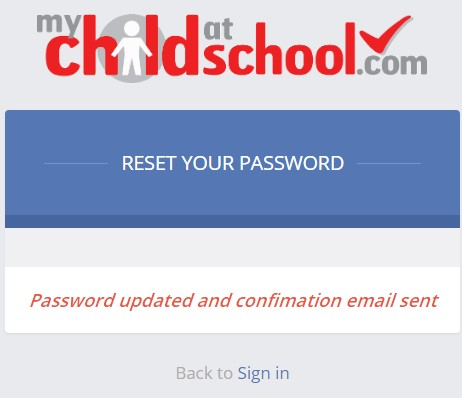 my child at school.com
RESET YOUR PASSWORD
Password updated and confimation email sent
Back to Sign in